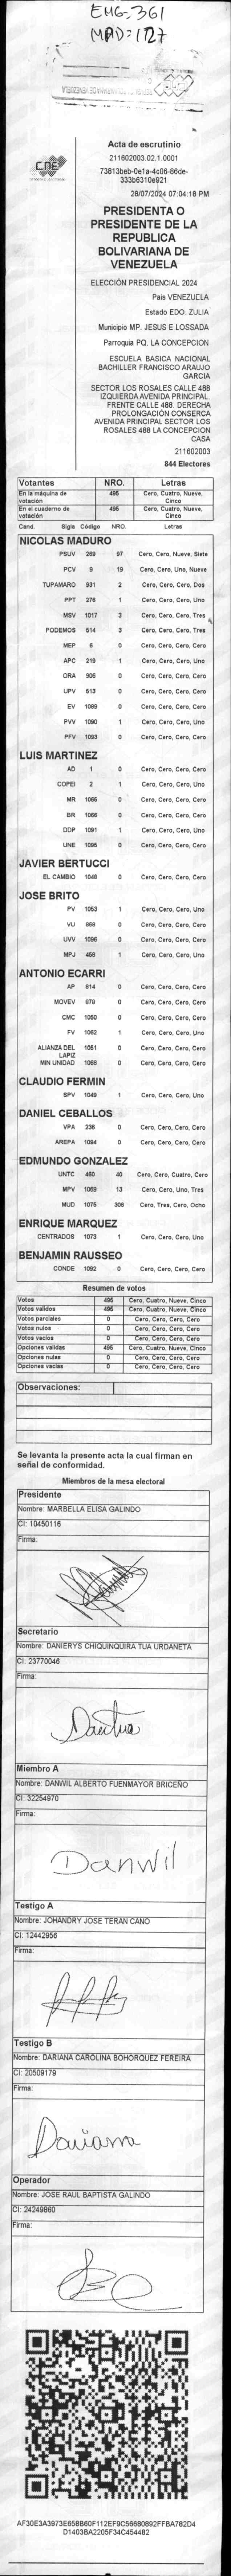 EMG=361
MAD=127
CNE
Acta de escrutinio
211602003.02.1.0001
73813beb-0e1a-4c06-86de-
333b6310e921
28/07/2024 07:04:18 PM
PRESIDENTA O
PRESIDENTE DE LA
REPUBLICA
BOLIVARIANA DE
VENEZUELA
ELECCIÓN PRESIDENCIAL 2024
Pais VENEZUELA
Estado EDO. ZULIA
Municipio MP. JESUS E LOSSADA
Parroquia PQ. LA CONCEPCION
ESCUELA BASICA NACIONAL
BACHILLER FRANCISCO ARAUJO
GARCIA
SECTOR LOS ROSALES CALLE 488
IZQUIERDA AVENIDA PRINCIPAL.
FRENTE CALLE 488. DERECHA
PROLONGACIÓN CONSERCA
AVENIDA PRINCIPAL SECTOR LOS
ROSALES 488 LA CONCEPCION
CASA
211602003
844 Electores
Votantes NRO. Letras
En la máquina de votación 495 Cero, Cuatro, Nueve, Cinco
En el cuaderno de votación 495 Cero, Cuatro, Nueve, Cinco
Cand. Sigla Código NRO. Letras
NICOLAS MADURO
PSUV 269 97 Cero, Cero, Nueve, Siete
PCV 9 19 Cero, Cero, Uno, Nueve
TUPAMARO 931 2 Cero, Cero, Cero, Dos
PPT 276 1 Cero, Cero, Cero, Uno
MSV 1017 3 Cero, Cero, Cero, Tres
PODEMOS 514 3 Cero, Cero, Cero, Tres
MEP 6 0 Cero, Cero, Cero, Cero
APC 219 1 Cero, Cero, Cero, Uno
ORA 905 0 Cero, Cero, Cero, Cero
UPV 513 0 Cero, Cero, Cero, Cero
EV 1089 0 Cero, Cero, Cero, Cero
PVV 1090 1 Cero, Cero, Cero, Uno
PFV 1093 0 Cero, Cero, Cero, Cero
LUIS MARTINEZ
AD 1 0 Cero, Cero, Cero, Cero
COPEI 2 1 Cero, Cero, Cero, Uno
MR 1065 0 Cero, Cero, Cero, Cero
BR 1066 0 Cero, Cero, Cero, Cero
DDP 1091 1 Cero, Cero, Cero, Uno
UNE 1095 0 Cero, Cero, Cero, Cero
JAVIER BERTUCCI
EL CAMBIO 1046 0 Cero, Cero, Cero, Cero
JOSE BRITO
PV 1053 1 Cero, Cero, Cero, Uno
VU 988 0 Cero, Cero, Cero, Cero
UVV 1096 0 Cero, Cero, Cero, Cero
MPJ 458 1 Cero, Cero, Cero, Uno
ANTONIO ECARRI
AP 814 0 Cero, Cero, Cero, Cero
MOVEV 978 0 Cero, Cero, Cero, Cero
CMC 1050 0 Cero, Cero, Cero, Cero
FV 1062 1 Cero, Cero, Cero, Uno
ALIANZA DEL LAPIZ 1051 0 Cero, Cero, Cero, Cero
MIN UNIDAD 1068 0 Cero, Cero, Cero, Cero
CLAUDIO FERMIN
SPV 1049 1 Cero, Cero, Cero, Uno
DANIEL CEBALLOS
VPA 236 0 Cero, Cero, Cero, Cero
AREPA 1094 0 Cero, Cero, Cero, Cero
EDMUNDO GONZALEZ
UNTC 460 40 Cero, Cero, Cuatro, Cero
MPV 1069 13 Cero, Cero, Uno, Tres
MUD 1075 308 Cero, Tres, Cero, Ocho
ENRIQUE MARQUEZ
CENTRADOS 1073 1 Cero, Cero, Cero, Uno
BENJAMIN RAUSSEO
CONDE 1092 0 Cero, Cero, Cero, Cero
Resumen de votos
Votos 495 Cero, Cuatro, Nueve, Cinco
Votos validos 495 Cero, Cuatro, Nueve, Cinco
Votos parciales 0 Cero, Cero, Cero, Cero
Votos nulos 0 Cero, Cero, Cero, Cero
Votos vacios 0 Cero, Cero, Cero, Cero
Opciones validas 495 Cero, Cuatro, Nueve, Cinco
Opciones nulas 0 Cero, Cero, Cero, Cero
Opciones vacias 0 Cero, Cero, Cero, Cero
Observaciones:
Se levanta la presente acta la cual firman en
señal de conformidad.
Miembros de la mesa electoral
Presidente
Nombre: MARBELLA ELISA GALINDO
CI: 10450116
Firma:
Secretario
Nombre: DANIERYS CHIQUINQUIRA TUA URDANETA
CI: 23770046
Firma:
Miembro A
Nombre: DANWIL ALBERTO FUENMAYOR BRICEÑO
CI: 32254970
Firma:
Danwil
Testigo A
Nombre: JOHANDRY JOSE TERAN CANO
CI: 12442956
Firma:
Testigo B
Nombre: DARIANA CAROLINA BOHORQUEZ FEREIRA
CI: 20509179
Firma:
Dariana
Operador
Nombre: JOSE RAUL BAPTISTA GALINDO
CI: 24249860
Firma:
AF30E3A3973E658B60F112EF9C56680892FFBA782D4
D1403BA2205F34C454482